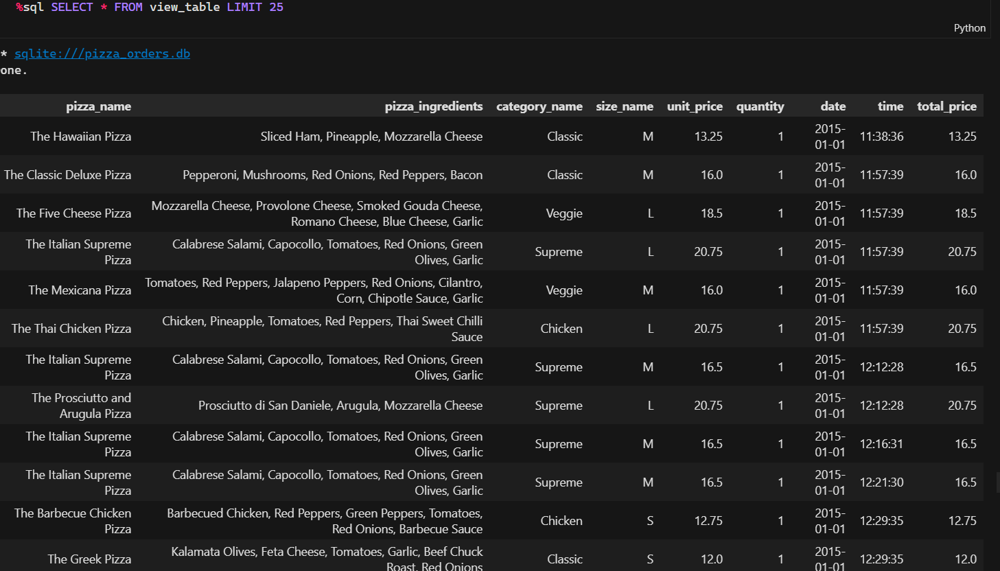 %sql SELECT * FROM view_table LIMIT 25
Python
* sqlite:///pizza_orders.db
one.
pizza_name pizza_ingredients category_name size_name unit_price quantity date time total_price
The Hawaiian Pizza Sliced Ham, Pineapple, Mozzarella Cheese Classic M 13.25 1 2015-
01-01 11:38:36 13.25
The Classic Deluxe Pizza Pepperoni, Mushrooms, Red Onions, Red Peppers, Bacon Classic M 16.0 1 2015-
01-01 11:57:39 16.0
The Five Cheese Pizza Mozzarella Cheese, Provolone Cheese, Smoked Gouda Cheese,
Romano Cheese, Blue Cheese, Garlic Veggie L 18.5 1 2015-
01-01 11:57:39 18.5
The Italian Supreme
Pizza Calabrese Salami, Capocollo, Tomatoes, Red Onions, Green
Olives, Garlic Supreme L 20.75 1 2015-
01-01 11:57:39 20.75
The Mexicana Pizza Tomatoes, Red Peppers, Jalapeno Peppers, Red Onions, Cilantro,
Corn, Chipotle Sauce, Garlic Veggie M 16.0 1 2015-
01-01 11:57:39 16.0
The Thai Chicken Pizza Chicken, Pineapple, Tomatoes, Red Peppers, Thai Sweet Chilli
Sauce Chicken L 20.75 1 2015-
01-01 11:57:39 20.75
The Italian Supreme
Pizza Calabrese Salami, Capocollo, Tomatoes, Red Onions, Green
Olives, Garlic Supreme M 16.5 1 2015-
01-01 12:12:28 16.5
The Prosciutto and
Arugula Pizza Prosciutto di San Daniele, Arugula, Mozzarella Cheese Supreme L 20.75 1 2015-
01-01 12:12:28 20.75
The Italian Supreme
Pizza Calabrese Salami, Capocollo, Tomatoes, Red Onions, Green
Olives, Garlic Supreme M 16.5 1 2015-
01-01 12:16:31 16.5
The Italian Supreme
Pizza Calabrese Salami, Capocollo, Tomatoes, Red Onions, Green
Olives, Garlic Supreme M 16.5 1 2015-
01-01 12:21:30 16.5
The Barbecue Chicken
Pizza Barbecued Chicken, Red Peppers, Green Peppers, Tomatoes,
Red Onions, Barbecue Sauce Chicken S 12.75 1 2015-
01-01 12:29:35 12.75
The Greek Pizza Kalamata Olives, Feta Cheese, Tomatoes, Garlic, Beef Chuck
Roast, Red Onions Classic S 12.0 1 2015-
01-01 12:29:35 12.0